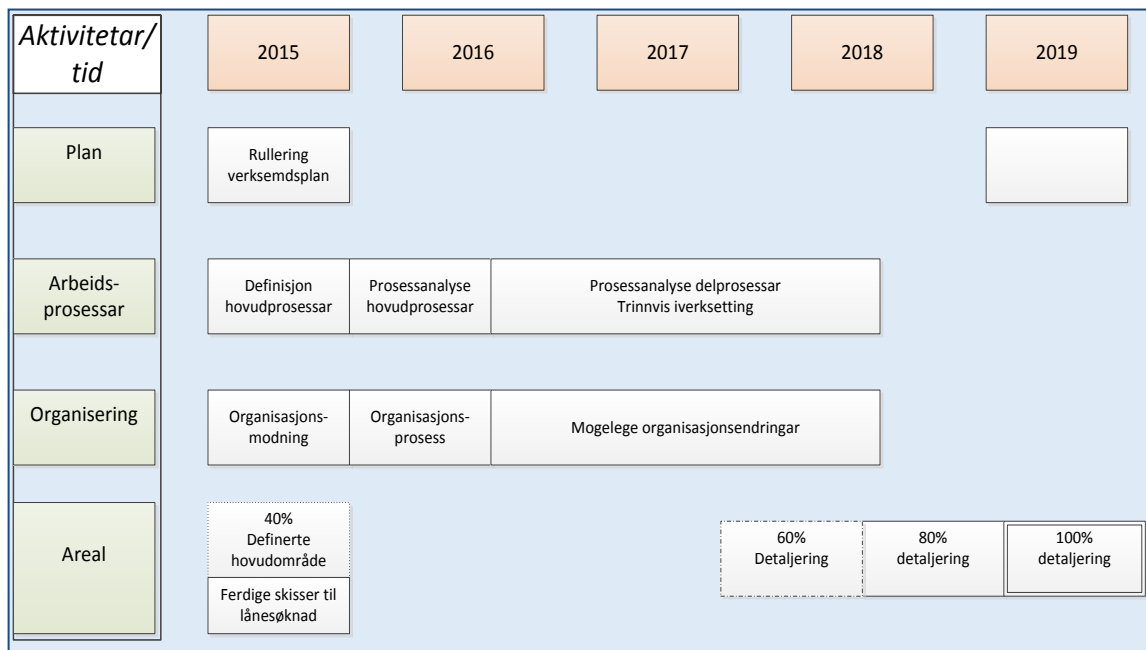 Aktivitetar/
tid
2015
2016
2017
2018
2019
Plan
Rullering
verksemdsplan
Arbeids-
prosessar
Definisjon
hovudprosessar
Prosessanalyse
hovudprosessar
Prosessanalyse delprosessar
Trinnvis iverksetting
Organisering
Organisasjons-
modning
Organisasjons-
prosess
Mogelege organisasjonsendringar
Areal
40%
Definerte
hovudområde
Ferdige skisser til
lånesøknad
60%
Detaljering
80%
detaljering
100%
detaljering